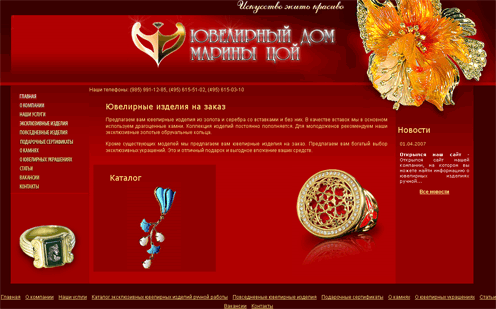 Искусство жить красиво
ЮВЕЛИРНЫЙ ДОМ
МАРИНЫ ЦОЙ
Наши телефоны: (985) 991-12-95, (495) 615-51-02, (495) 615-03-10
ГЛАВНАЯ
О КОМПАНИИ
НАШИ УСЛУГИ
ЭКСКЛЮЗИВНЫЕ ИЗДЕЛИЯ
ПОВСЕДНЕВНЫЕ ИЗДЕЛИЯ
ПОДАРОЧНЫЕ СЕРТИФИКАТЫ
О КАМНЯХ
О ЮВЕЛИРНЫХ УКРАШЕНИЯХ
СТАТЬИ
ВАКАНСИИ
КОНТАКТЫ
Ювелирные изделия на заказ
Предлагаем вам ювелирные изделия из золота и серебра со вставками и без них. В качестве вставок мы в основном
используем драгоценные камни. Коллекция изделий постоянно пополняется. Для молодоженов рекомендуем наши
эксклюзивные золотые обручальные кольца.
Кроме существующих моделей мы предлагаем вам ювелирные изделия на заказ. Предлагаем вам богатый выбор
эксклюзивных украшений. Это и отличный подарок и выгодное вложение ваших средств.
Каталог
Новости
01.04.2007
Открылся наш сайт -
Открылся сайт нашей
компании, на котором вы
можете найти информацию о
ювелирных изделиях
ручной...
Все новости
Главная О компании Наши услуги Каталог эксклюзивных ювелирных изделий ручной работы Повседневные ювелирные изделия Подарочные сертификаты О камнях О ювелирных украшениях Статьи
Вакансии Контакты